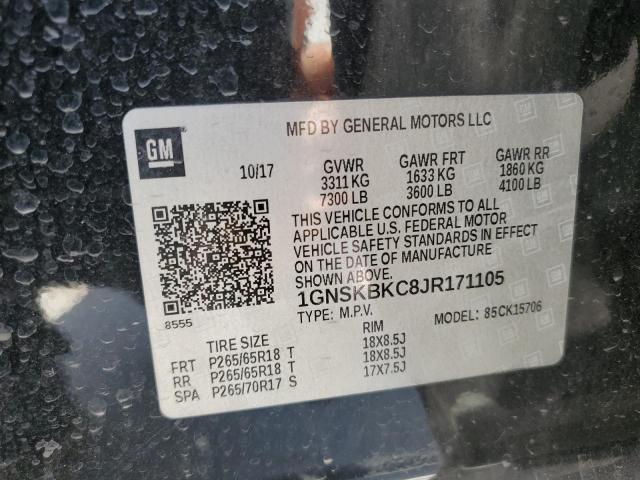 GM
MFD BY GENERAL MOTORS LLC
10/17
GVWR GAWR FRT GAWR RR
3311 KG 1633 KG 1860 KG
7300 LB 3600 LB 4100 LB
THIS VEHICLE CONFORMS TO ALL
APPLICABLE U.S. FEDERAL MOTOR
VEHICLE SAFETY STANDARDS IN EFFECT
ON THE DATE OF MANUFACTURE
SHOWN ABOVE.
1GNSKBKC8JR171105
8555
TYPE: M.P.V. MODEL: 85CK15706
TIRE SIZE RIM
FRT P265/65R18 T 18X8.5J
RR P265/65R18 T 18X8.5J
SPA P265/70R17 S 17X7.5J